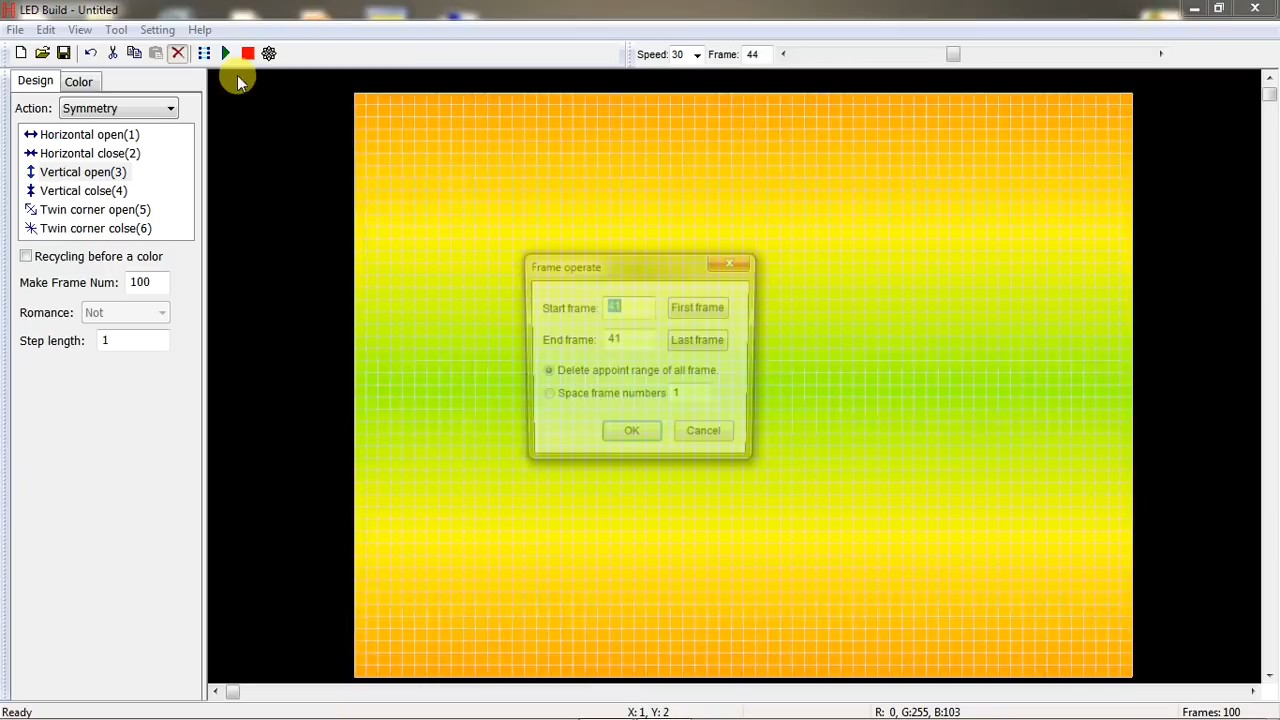 LED Build - Untitled
File Edit View Tool Setting Help
Speed: 30 Frame: 44
Design Color
Action: Symmetry
Horizontal open(1)
Horizontal close(2)
Vertical open(3)
Vertical colse(4)
Twin corner open(5)
Twin corner colse(6)
Recycling before a color
Make Frame Num: 100
Romance: Not
Step length: 1
Frame operate
Start frame: 41 First frame
End frame: 41 Last frame
Delete appoint range of all frame.
Space frame numbers 1
OK Cancel
Ready X: 1, Y: 2 R: 0, G:255, B:103 Frames: 100